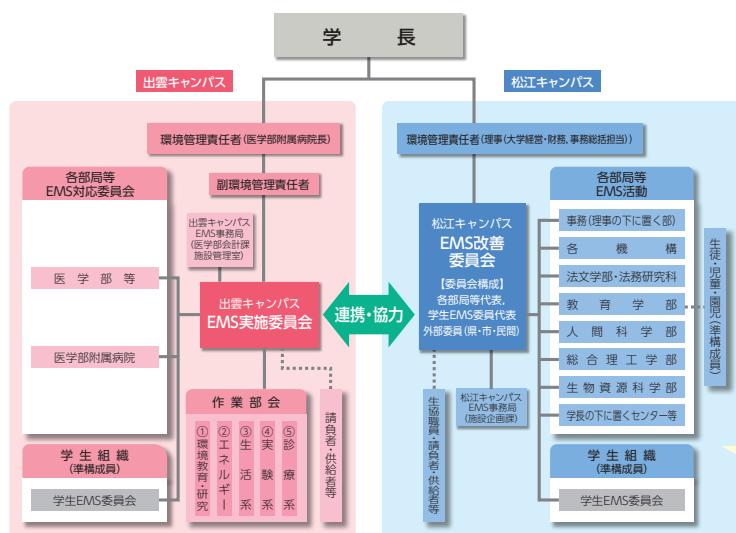 学　長
出雲キャンパス
松江キャンパス
環境管理責任者(医学部附属病院長)
環境管理責任者(理事(大学経営・財務，事務総括担当))
副環境管理責任者
各部局等
EMS対応委員会
医学部等
医学部附属病院
学生組織
(準構成員)
学生EMS委員会
出雲キャンパス
EMS事務局
(医学部会計課
施設管理室)
出雲キャンパス
EMS実施委員会
作業部会
①環境教育・研究
②エネルギー
③生活系
④実験系
⑤診療系
請負者・供給者等
連携・協力
松江キャンパス
EMS改善
委員会
【委員会構成】
各部局等代表，
学生EMS委員代表
外部委員(県・市・民間)
生協職員・請負者・供給者等
松江キャンパス
EMS事務局
(施設企画課)
各部局等
EMS活動
事務(理事の下に置く部)
各機構
法文学部・法務研究科
教育学部
人間科学部
総合理工学部
生物資源科学部
学長の下に置くセンター等
生徒・児童・園児(準構成員)
学生組織
(準構成員)
学生EMS委員会